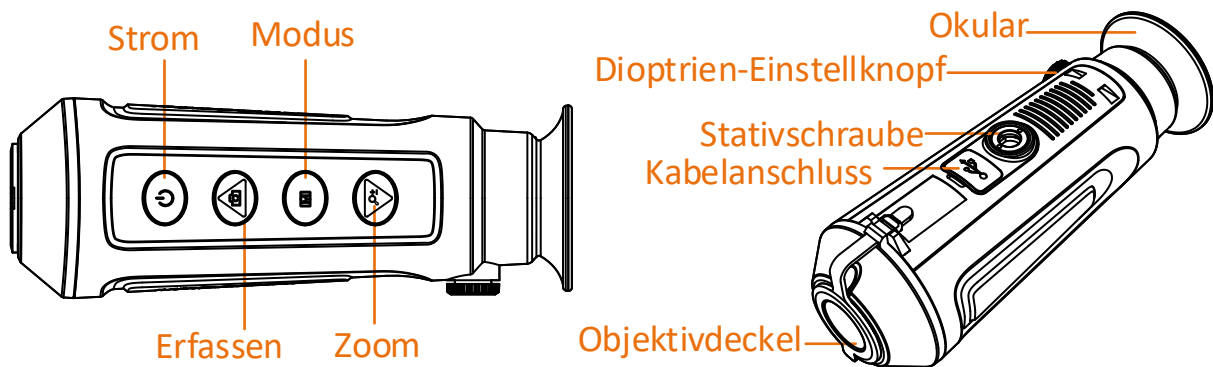 Strom
Modus
M
Erfassen
Zoom
Okular
Dioptrien-Einstellknopf
Stativschraube
Kabelanschluss
Objektivdeckel